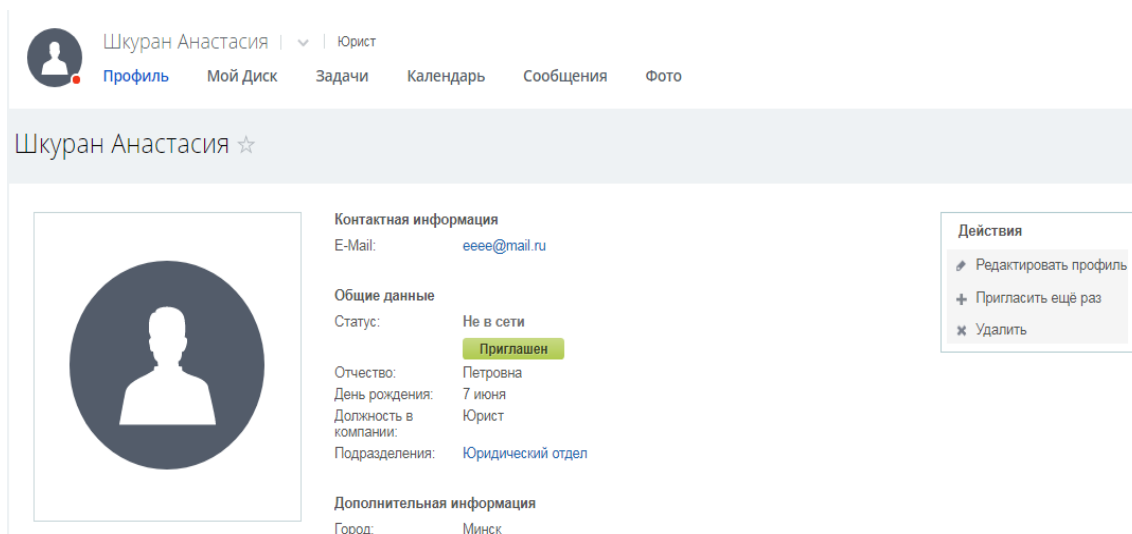 Шкуран Анастасия Юрист
Профиль Мой Диск Задачи Календарь Сообщения Фото
Шкуран Анастасия
Контактная информация
E-Mail: eeee@mail.ru
Общие данные
Статус: Не в сети
Приглашен
Отчество: Петровна
День рождения: 7 июня
Должность в Юрист
компании:
Подразделения: Юридический отдел
Дополнительная информация
Город: Минск
Действия
Редактировать профиль
Пригласить ещё раз
Удалить